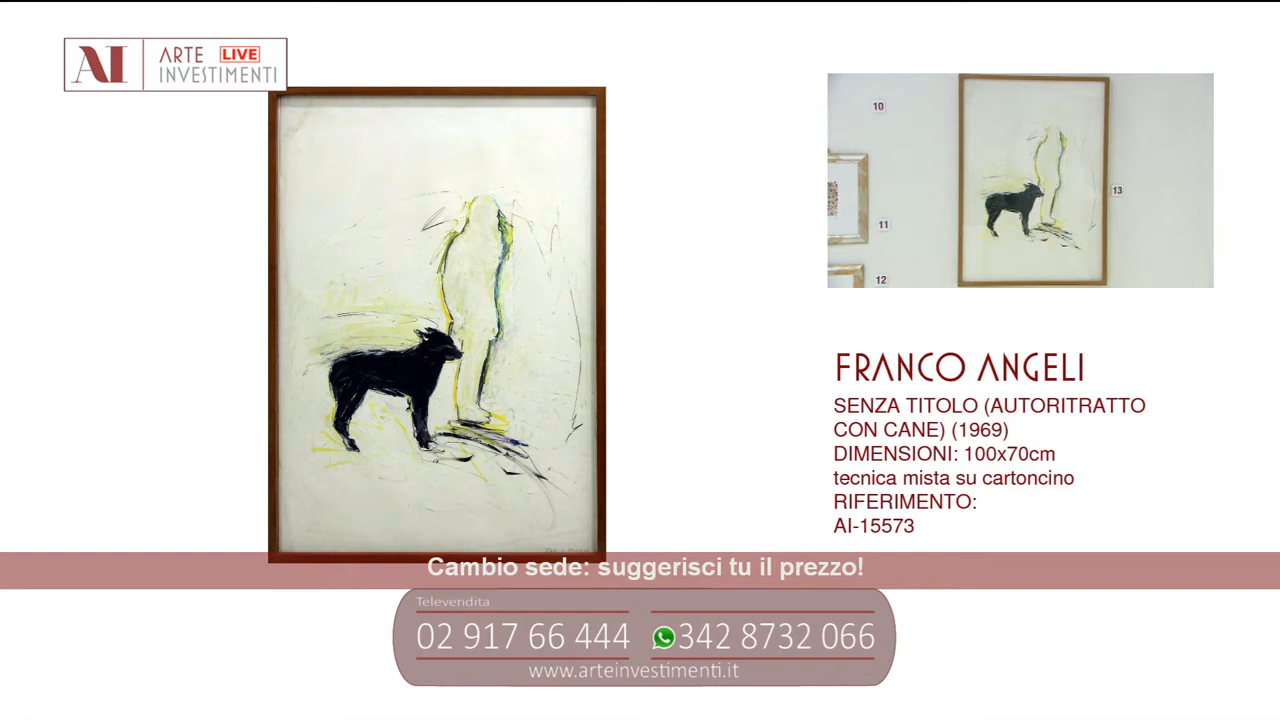 AI ARTE LIVE
INVESTIMENTI
10
11
12
13
FRANCO ANGELI
SENZA TITOLO (AUTORITRATTO
CON CANE) (1969)
DIMENSIONI: 100x70cm
tecnica mista su cartoncino
RIFERIMENTO:
AI-15573
Cambio sede: suggerisci tu il prezzo!
Televendita
02 917 66 444 342 8732 066
www.arteinvestimenti.it